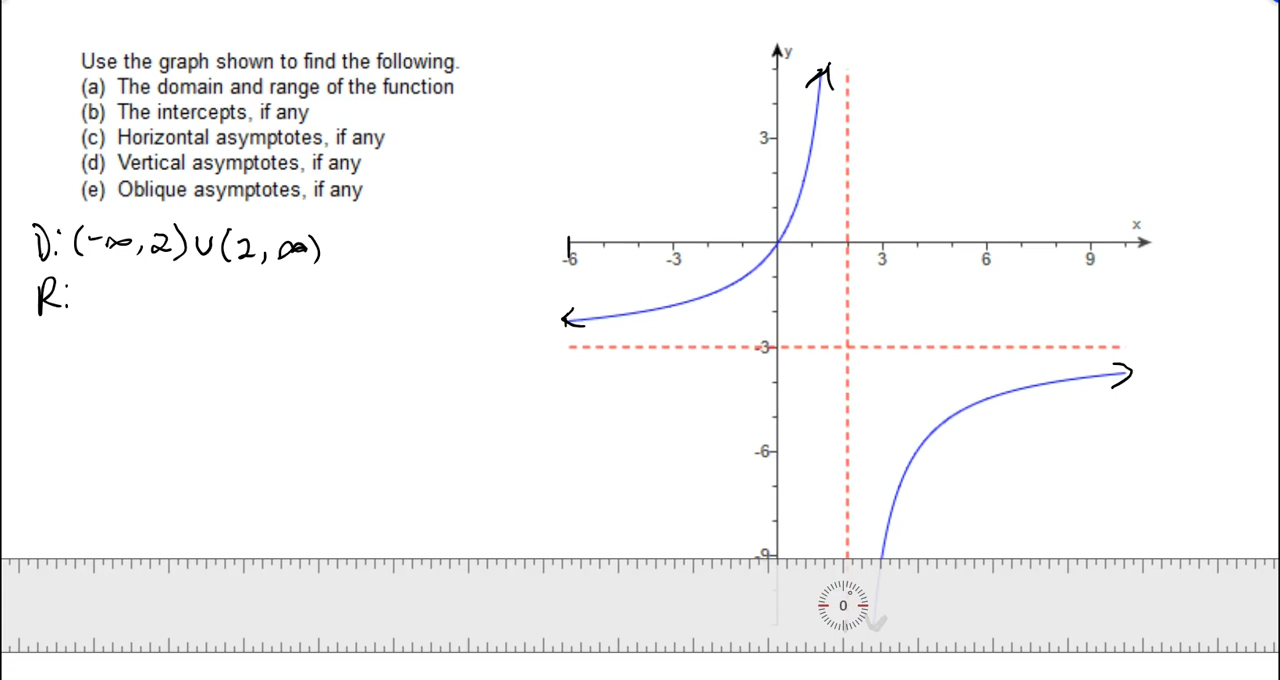 Use the graph shown to find the following.
(a) The domain and range of the function
(b) The intercepts, if any
(c) Horizontal asymptotes, if any
(d) Vertical asymptotes, if any
(e) Oblique asymptotes, if any
D: (-∞, 2) ∪ (2, ∞)
R:
y
3
x
-6 -3 3 6 9
-3
-6
-9
0°